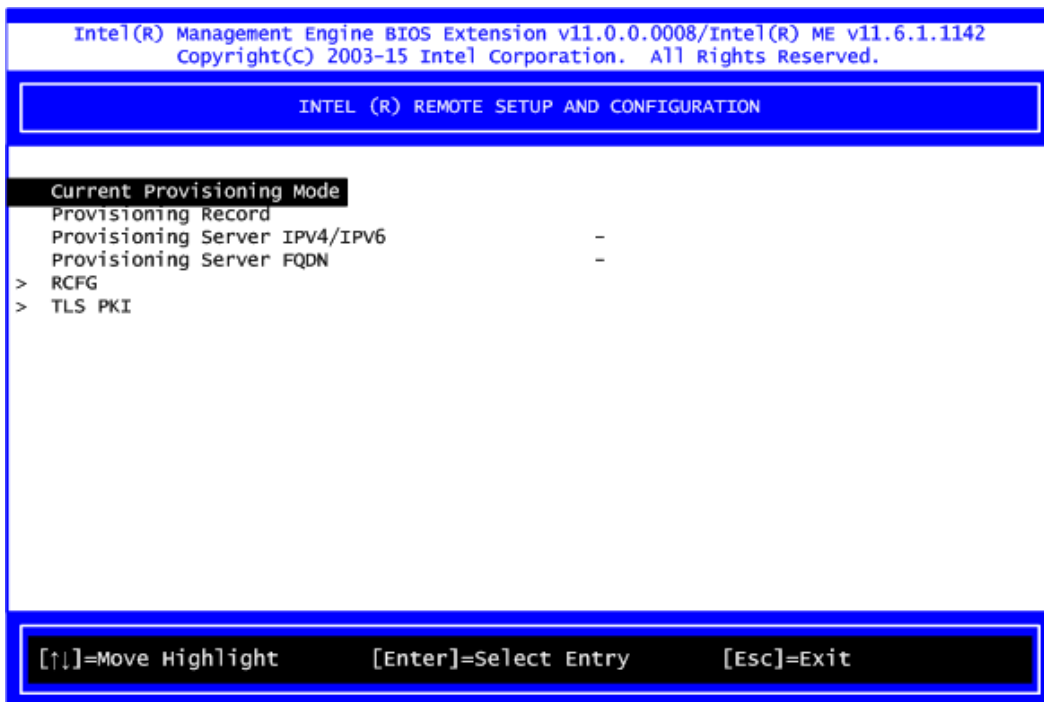 Intel(R) Management Engine BIOS Extension v11.0.0.0008/Intel(R) ME v11.6.1.1142
Copyright(C) 2003-15 Intel Corporation. All Rights Reserved.
INTEL (R) REMOTE SETUP AND CONFIGURATION
Current Provisioning Mode
Provisioning Record
Provisioning Server IPV4/IPV6 -
Provisioning Server FQDN -
> RCFG
> TLS PKI
[↑↓]=Move Highlight [Enter]=Select Entry [Esc]=Exit